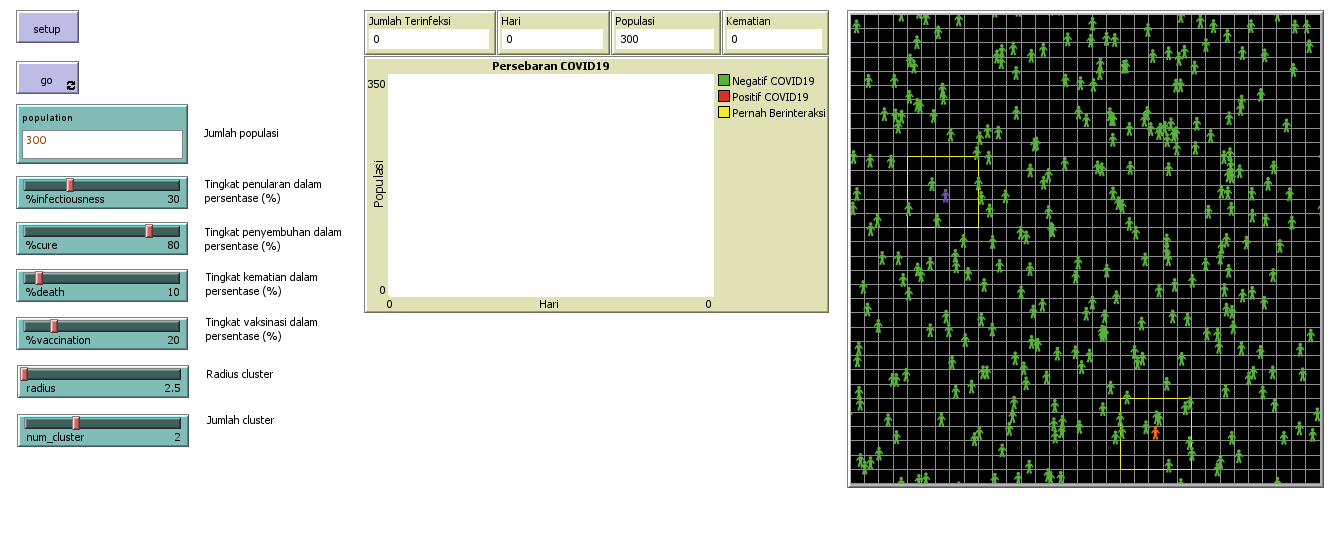 setup
go
population
300
Jumlah populasi
%infectiousness 30
Tingkat penularan dalam
persentase (%)
%cure 80
Tingkat penyembuhan dalam
persentase (%)
%death 10
Tingkat kematian dalam
persentase (%)
%vaccination 20
Tingkat vaksinasi dalam
persentase (%)
radius 2.5
Radius cluster
num_cluster 2
Jumlah cluster
Jumlah Terinfeksi
0
Hari
0
Populasi
300
Kematian
0
Persebaran COVID19
350
Populasi
0
0 Hari 0
Negatif COVID19
Positif COVID19
Pernah Berinteraksi